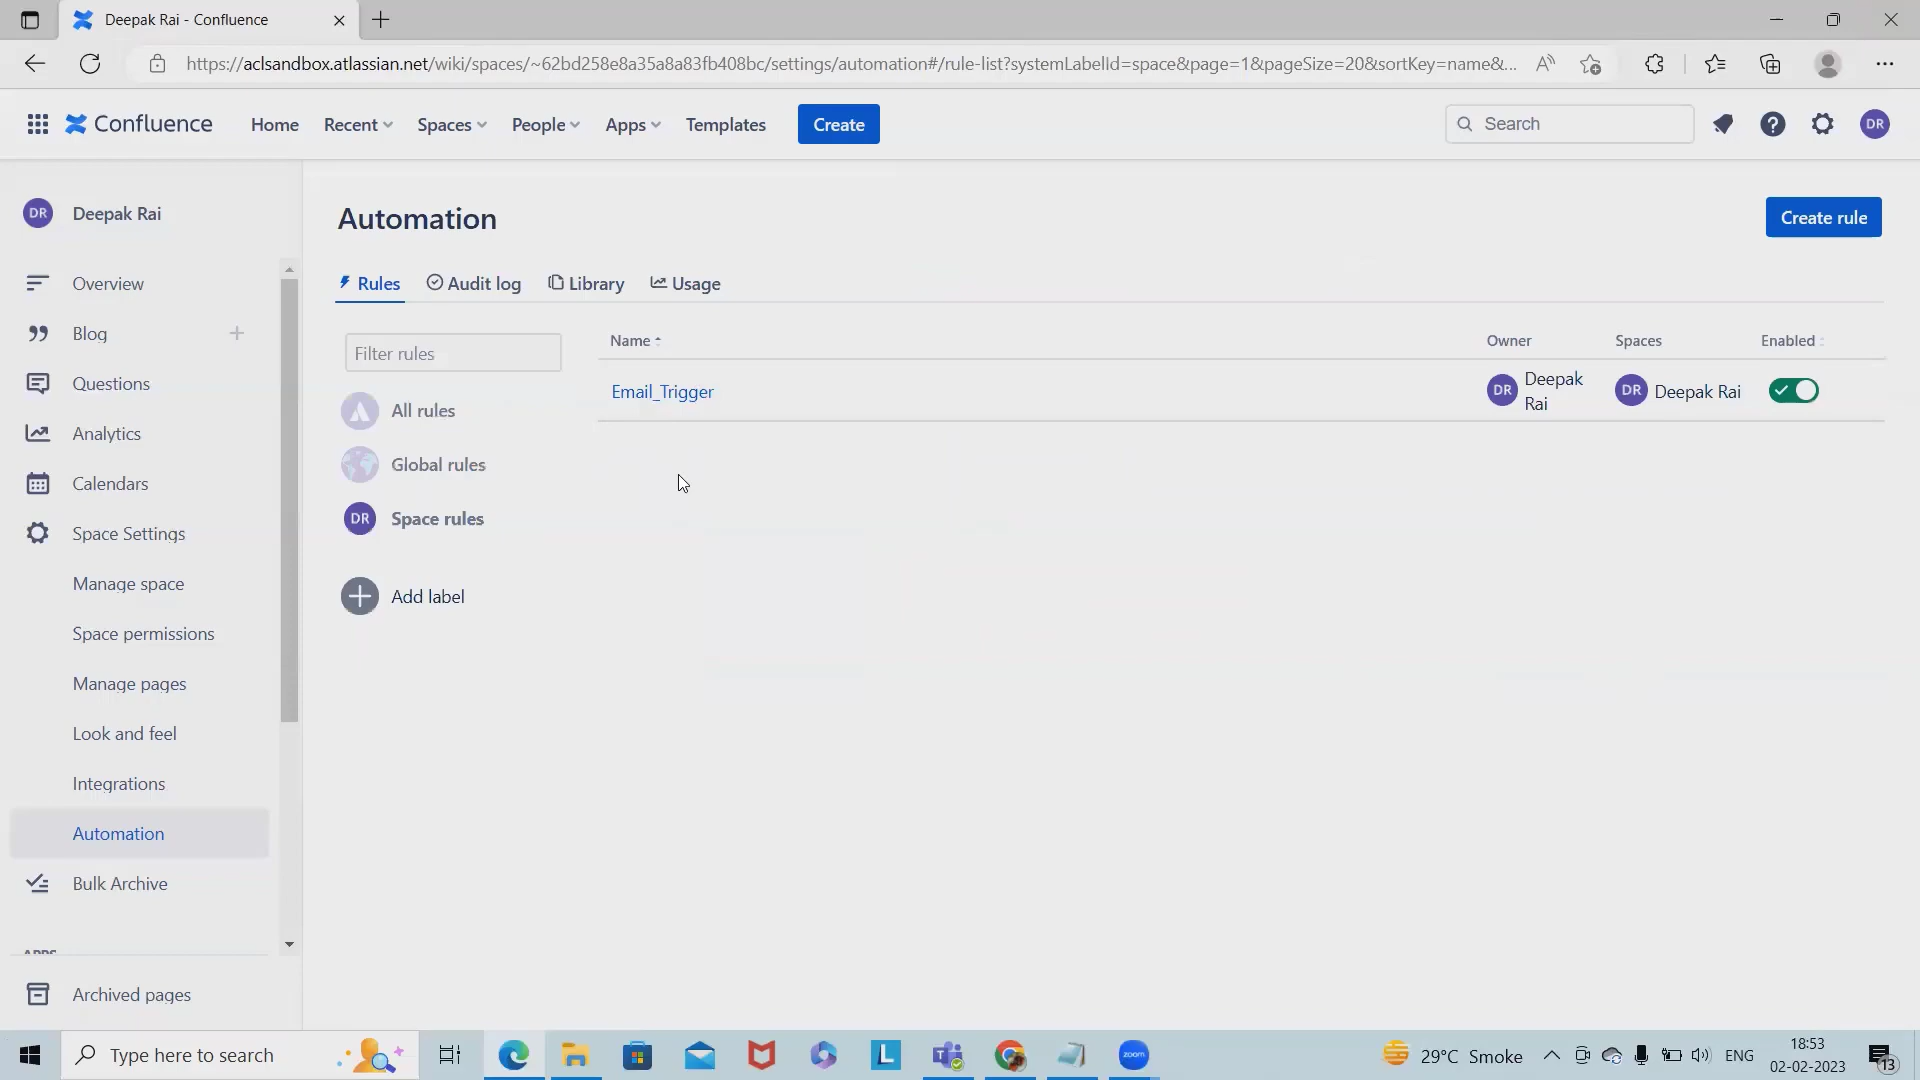 Deepak Rai - Confluence
https://aclsandbox.atlassian.net/wiki/spaces/~62bd258e8a35a8a83fb408bc/settings/automation#/rule-list?systemLabelId=space&page=1&pageSize=20&sortKey=name&...
Confluence Home Recent Spaces People Apps Templates Create Search DR
DR Deepak Rai
Overview
Blog
Questions
Analytics
Calendars
Space Settings
Manage space
Space permissions
Manage pages
Look and feel
Integrations
Automation
Bulk Archive
APPS
Archived pages
Automation
Create rule
Rules Audit log Library Usage
Filter rules
All rules
Global rules
DR Space rules
Add label
Name Owner Spaces Enabled
Email_Trigger DR Deepak Rai DR Deepak Rai
Type here to search
L
T
zoom
29°C Smoke
ENG
18:53
02-02-2023
13